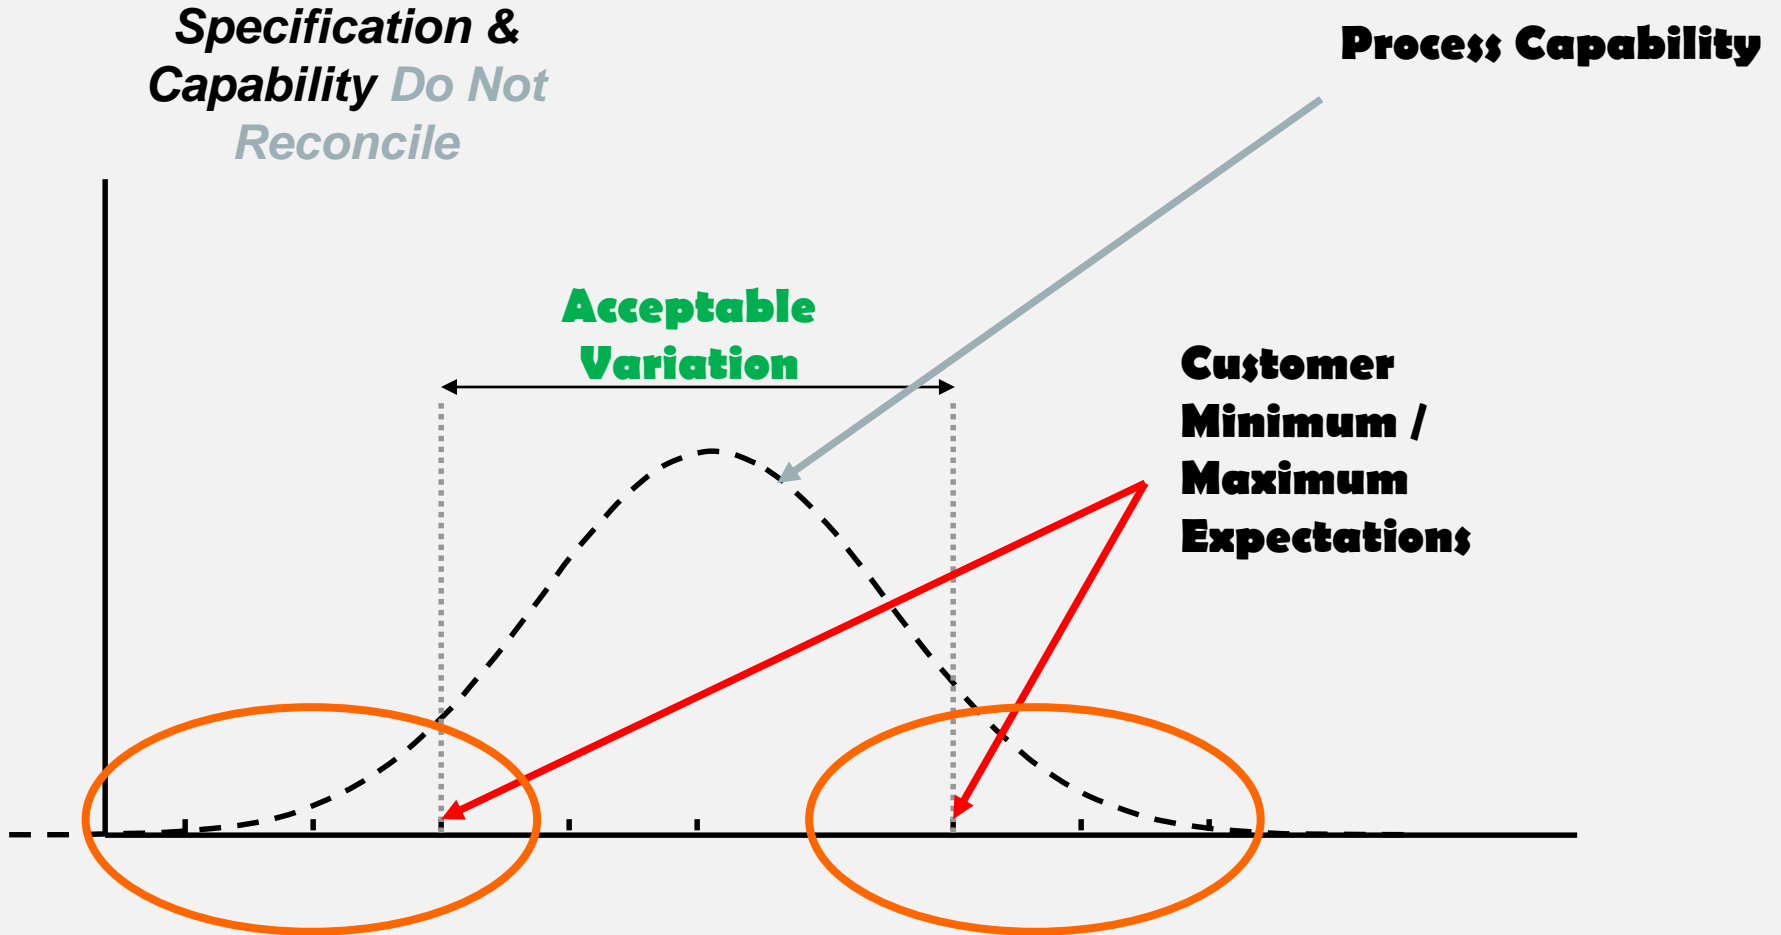 Specification &
Capability Do Not
Reconcile
Process Capability
Acceptable
Variation
Customer
Minimum /
Maximum
Expectations